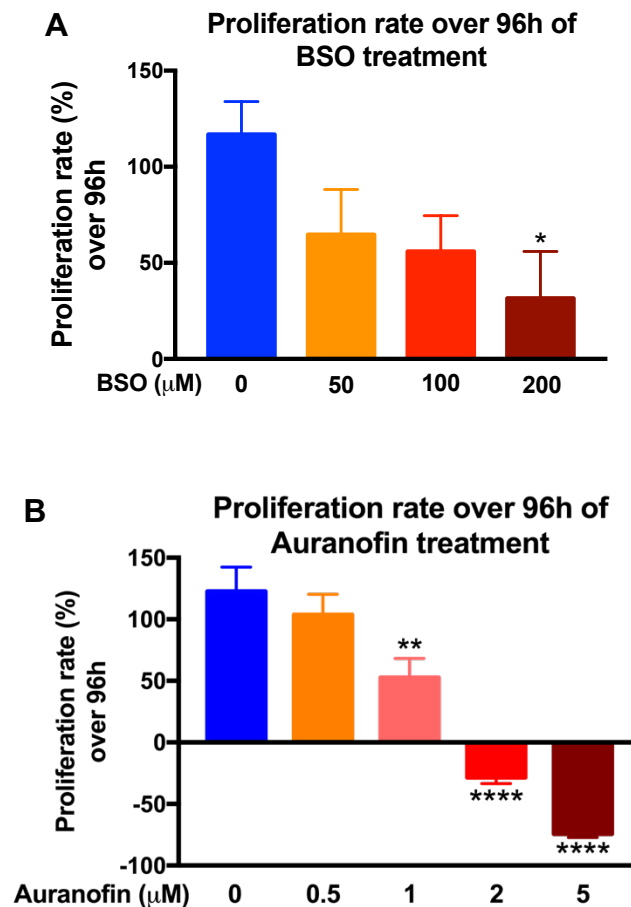 A
Proliferation rate over 96h of
BSO treatment
Proliferation rate (%)
over 96h
150
100
50
0
*
BSO (μM) 0 50 100 200
B
Proliferation rate over 96h of
Auranofin treatment
Proliferation rate (%)
over 96h
150
100
50
0
-50
-100
**
****
****
Auranofin (μM) 0 0.5 1 2 5